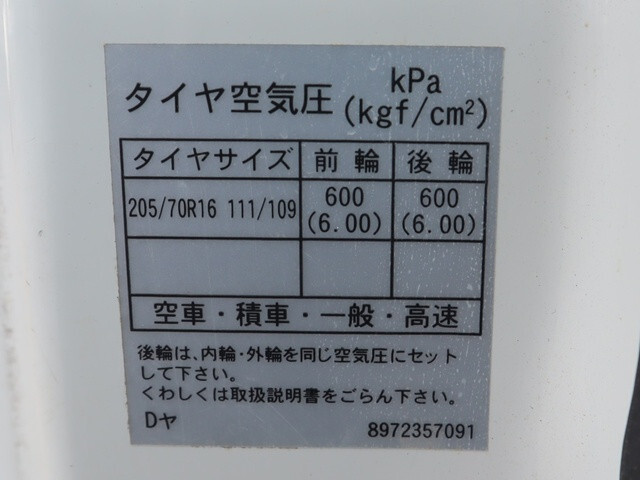 タイヤ空気圧 kPa
(kgf/cm²)
タイヤサイズ 前輪 後輪
205/70R16 111/109 600 600
(6.00) (6.00)
空車・積車・一般・高速
後輪は、内輪・外輪を同じ空気圧にセット
して下さい。
くわしくは取扱説明書をごらん下さい。
Dヤ 8972357091